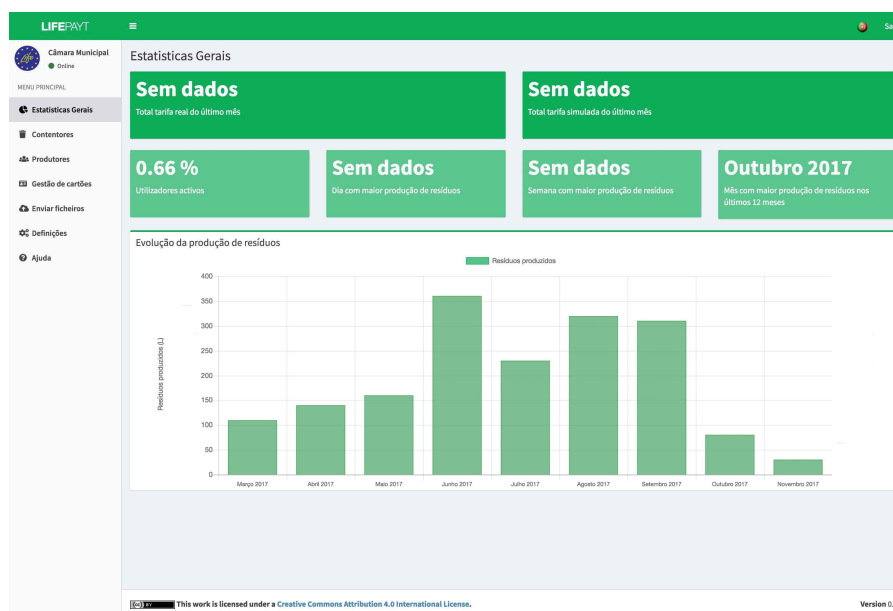 LIFEPAYT
Câmara Municipal
Online
MENU PRINCIPAL
Estatísticas Gerais
Contentores
Produtores
Gestão de cartões
Enviar ficheiros
Definições
Ajuda
Estatisticas Gerais
Sem dados
Total tarifa real do último mês
Sem dados
Total tarifa simulada do último mês
0.66 %
Utilizadores activos
Sem dados
Dia com maior produção de resíduos
Sem dados
Semana com maior produção de resíduos
Outubro 2017
Mês com maior produção de resíduos nos
últimos 12 meses
Evolução da produção de resíduos
Resíduos produzidos
Resíduos produzidos (L)
400
350
300
250
200
150
100
50
0
Março 2017
Abril 2017
Maio 2017
Junho 2017
Julho 2017
Agosto 2017
Setembro 2017
Outubro 2017
Novembro 2017
(cc) BY
This work is licensed under a Creative Commons Attribution 4.0 International License.
Version 0.